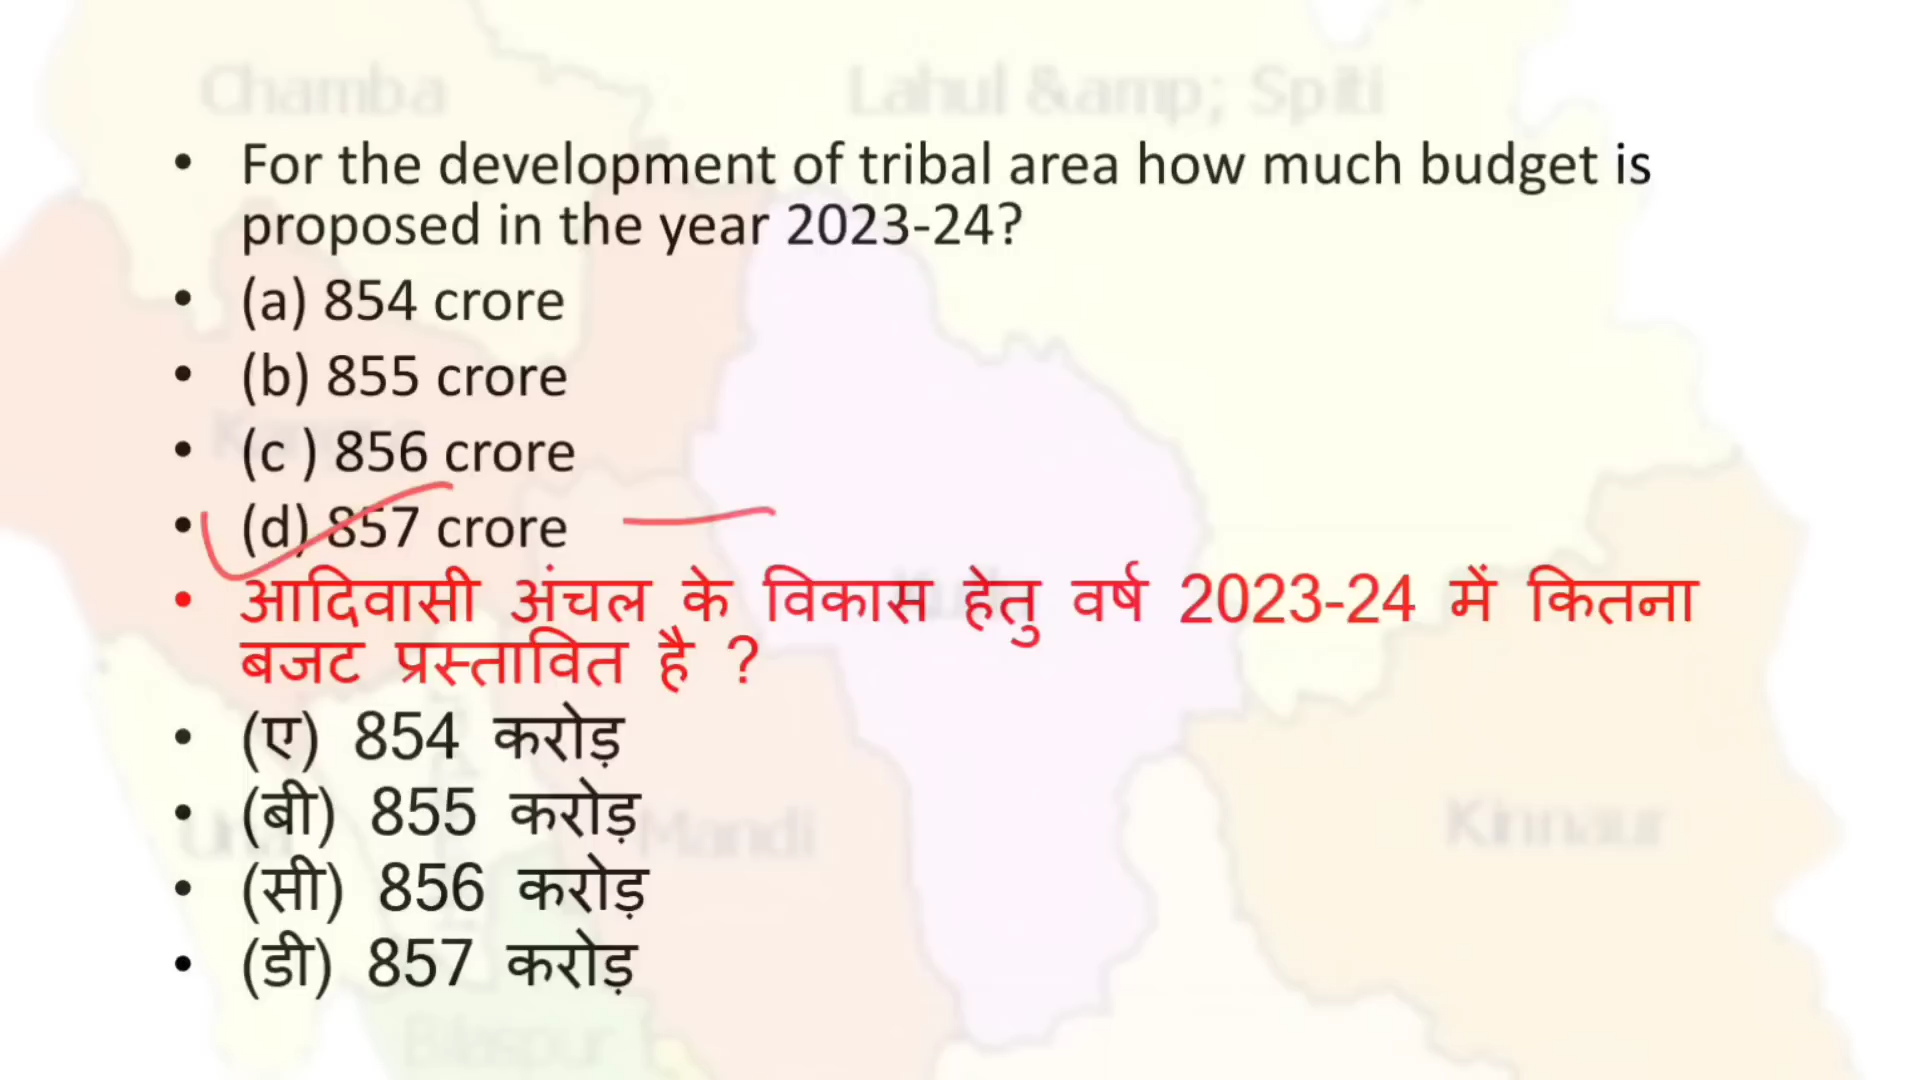 Chamba
Lahul &amp; Spiti
• For the development of tribal area how much budget is
proposed in the year 2023-24?
• (a) 854 crore
• (b) 855 crore
• (c ) 856 crore
• (d) 857 crore
• आदिवासी अंचल के विकास हेतु वर्ष 2023-24 में कितना
बजट प्रस्तावित है ?
• (ए) 854 करोड़
• (बी) 855 करोड़
Una
Mandi
Kinnaur
• (सी) 856 करोड़
• (डी) 857 करोड़
Bilaspur